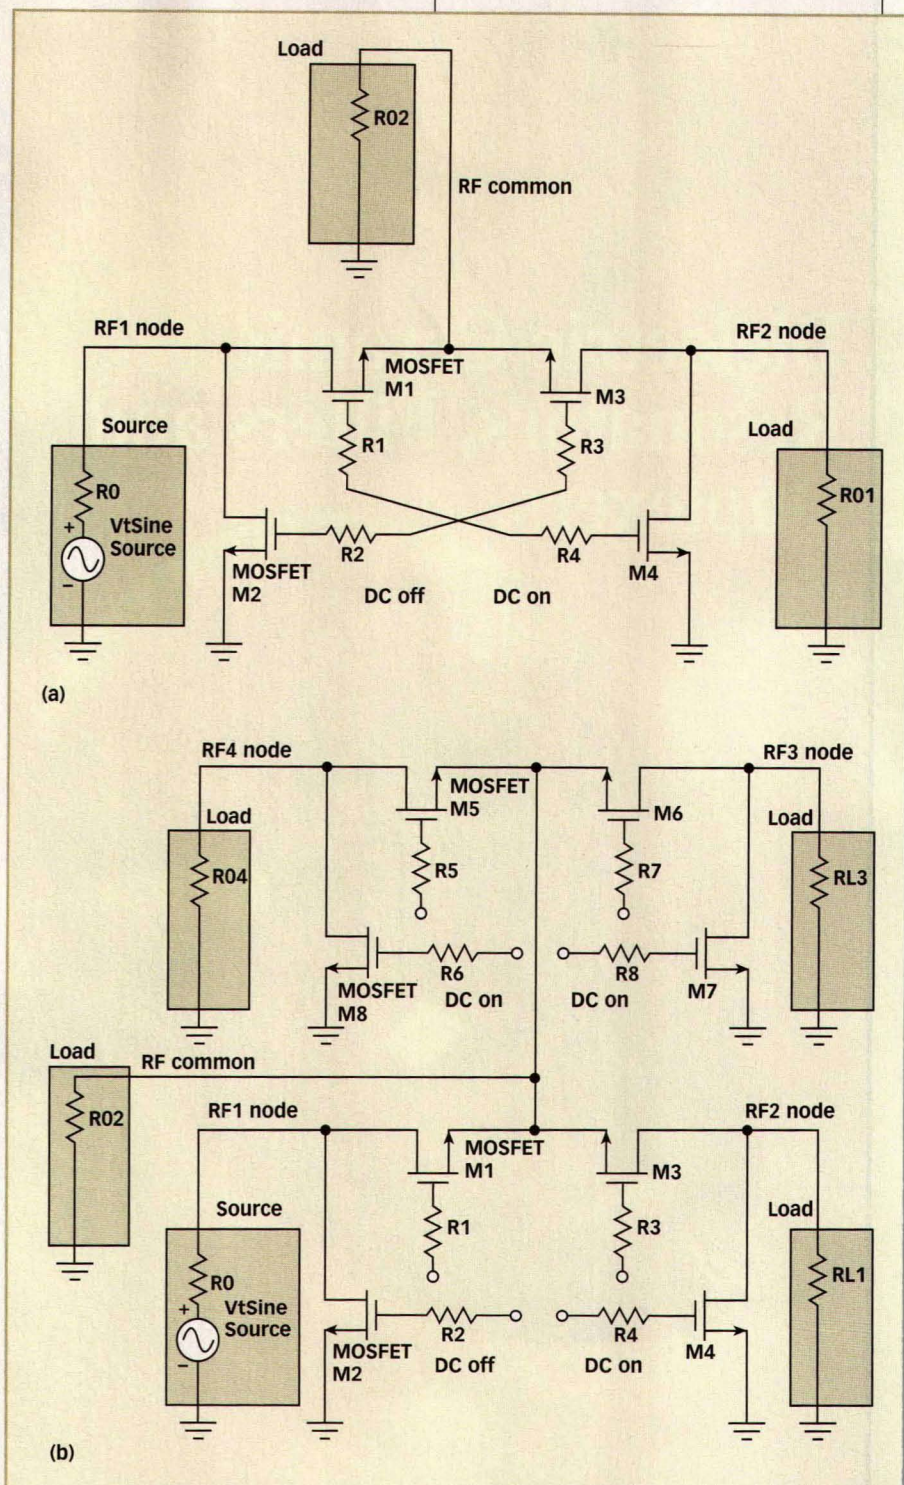 Load
R02
RF common
RF1 node
RF2 node
MOSFET
M1
M3
Source
Load
R1
R3
R0
R01
+
VtSine
Source
−
R2
R4
MOSFET
M2
M4
DC off
DC on
(a)
RF4 node
RF3 node
MOSFET
M5
M6
Load
Load
R04
R5
R7
RL3
R6
R8
MOSFET
M8
M7
DC on
DC on
Load
RF common
R02
RF1 node
RF2 node
MOSFET
M1
M3
Source
Load
R1
R3
R0
RL1
+
VtSine
Source
−
R2
R4
MOSFET
M2
M4
DC off
DC on
(b)